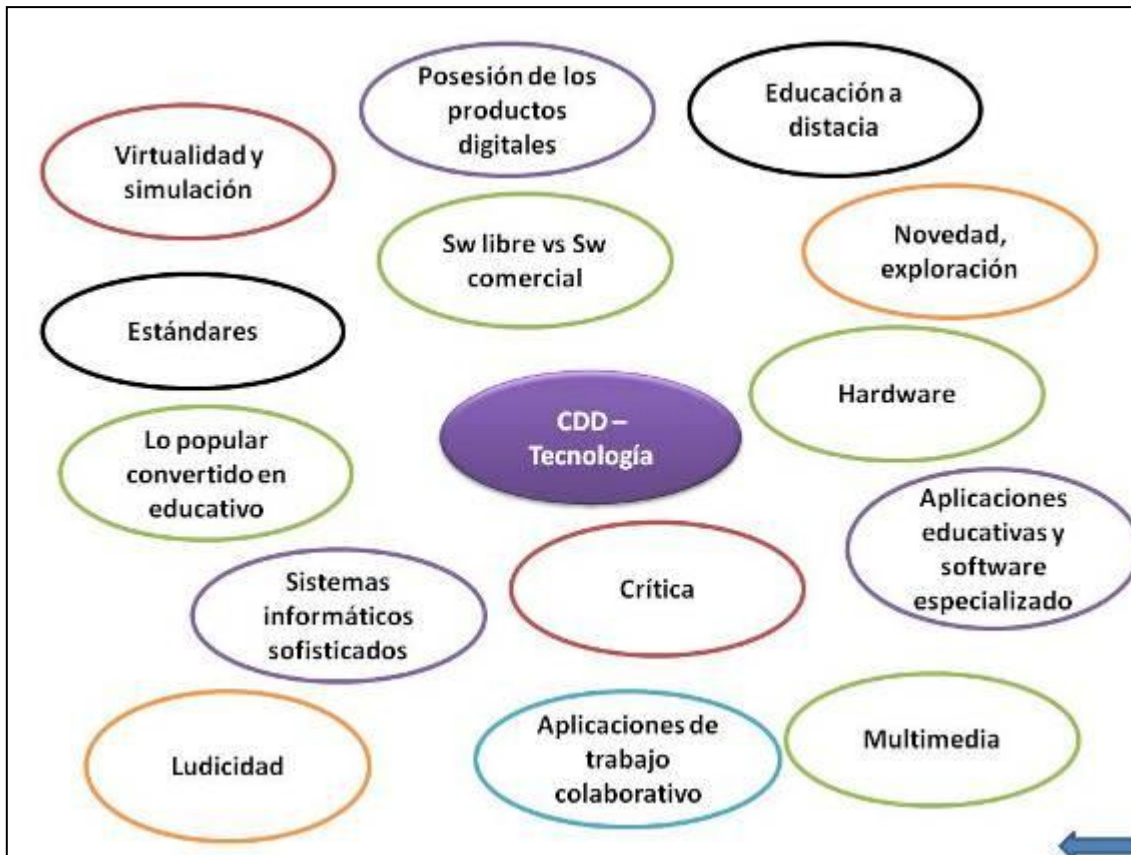 Posesión de los
productos
digitales
Educación a
distacia
Virtualidad y
simulación
Sw libre vs Sw
comercial
Novedad,
exploración
Estándares
Hardware
CDD –
Tecnología
Lo popular
convertido en
educativo
Aplicaciones
educativas y
software
especializado
Sistemas
informáticos
sofisticados
Crítica
Aplicaciones de
trabajo
colaborativo
Multimedia
Ludicidad